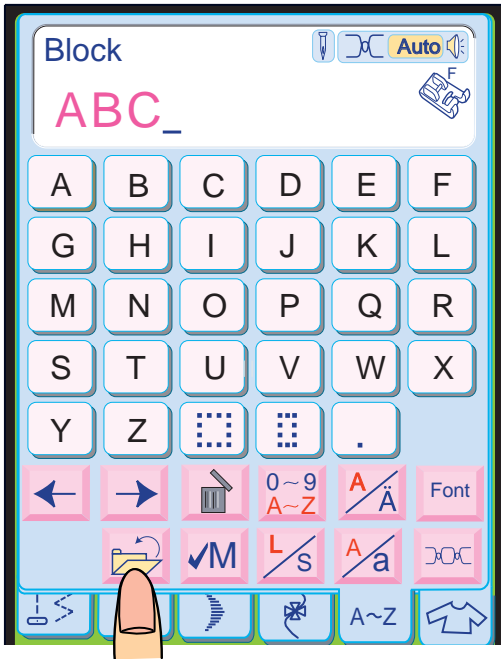 Block
Auto
F
ABC_
A B C D E F
G H I J K L
M N O P Q R
S T U V W X
Y Z .
0~9
A~Z
A/Ä
Font
✓M
L/s
A/a
A~Z